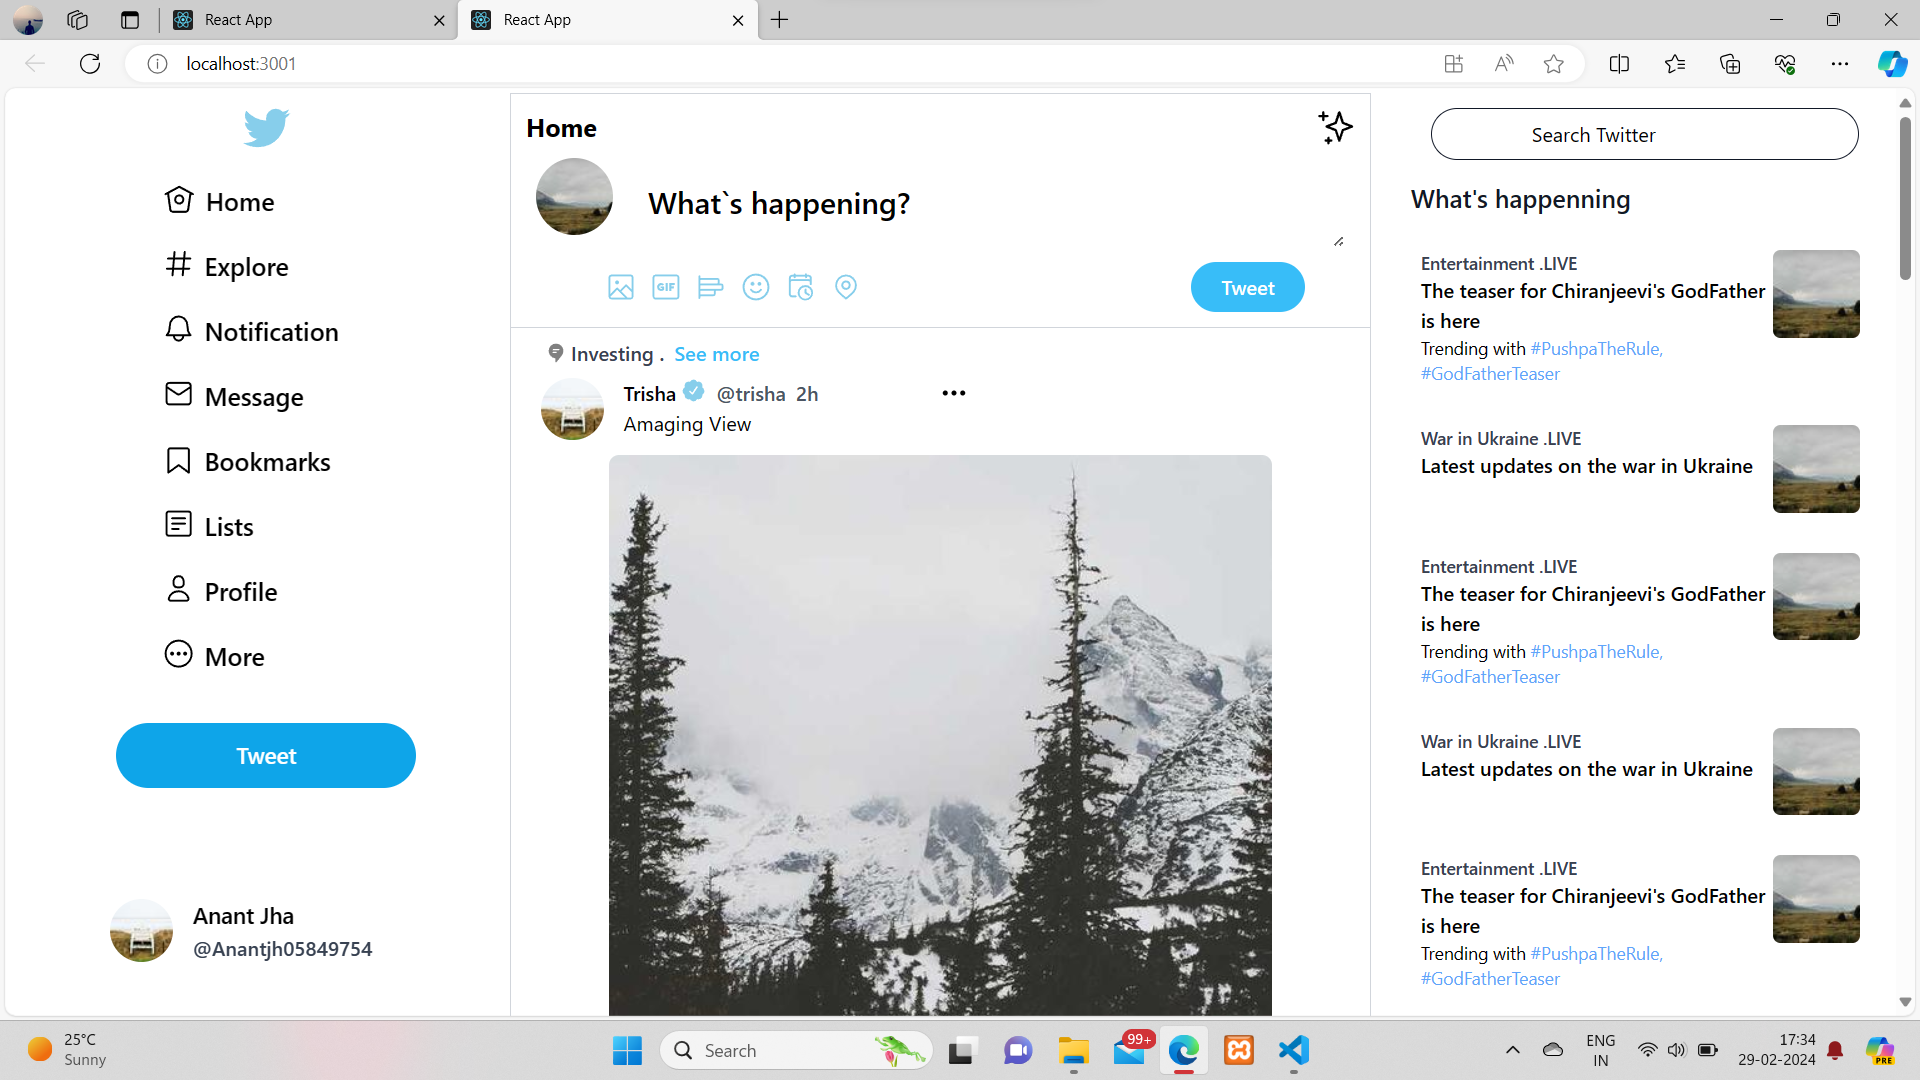 React App
React App
localhost:3001
Home
Explore
Notification
Message
Bookmarks
Lists
Profile
More
Tweet
Anant Jha
@Anantjh05849754
Home
What`s happening?
GIF
Tweet
Investing . See more
Trisha @trisha 2h
Amaging View
Search Twitter
What's happenning
Entertainment .LIVE
The teaser for Chiranjeevi's GodFather
is here
Trending with #PushpaTheRule,
#GodFatherTeaser
War in Ukraine .LIVE
Latest updates on the war in Ukraine
Entertainment .LIVE
The teaser for Chiranjeevi's GodFather
is here
Trending with #PushpaTheRule,
#GodFatherTeaser
War in Ukraine .LIVE
Latest updates on the war in Ukraine
Entertainment .LIVE
The teaser for Chiranjeevi's GodFather
is here
Trending with #PushpaTheRule,
#GodFatherTeaser
25°C
Sunny
Search
99+
ENG
IN
17:34
29-02-2024
PRE